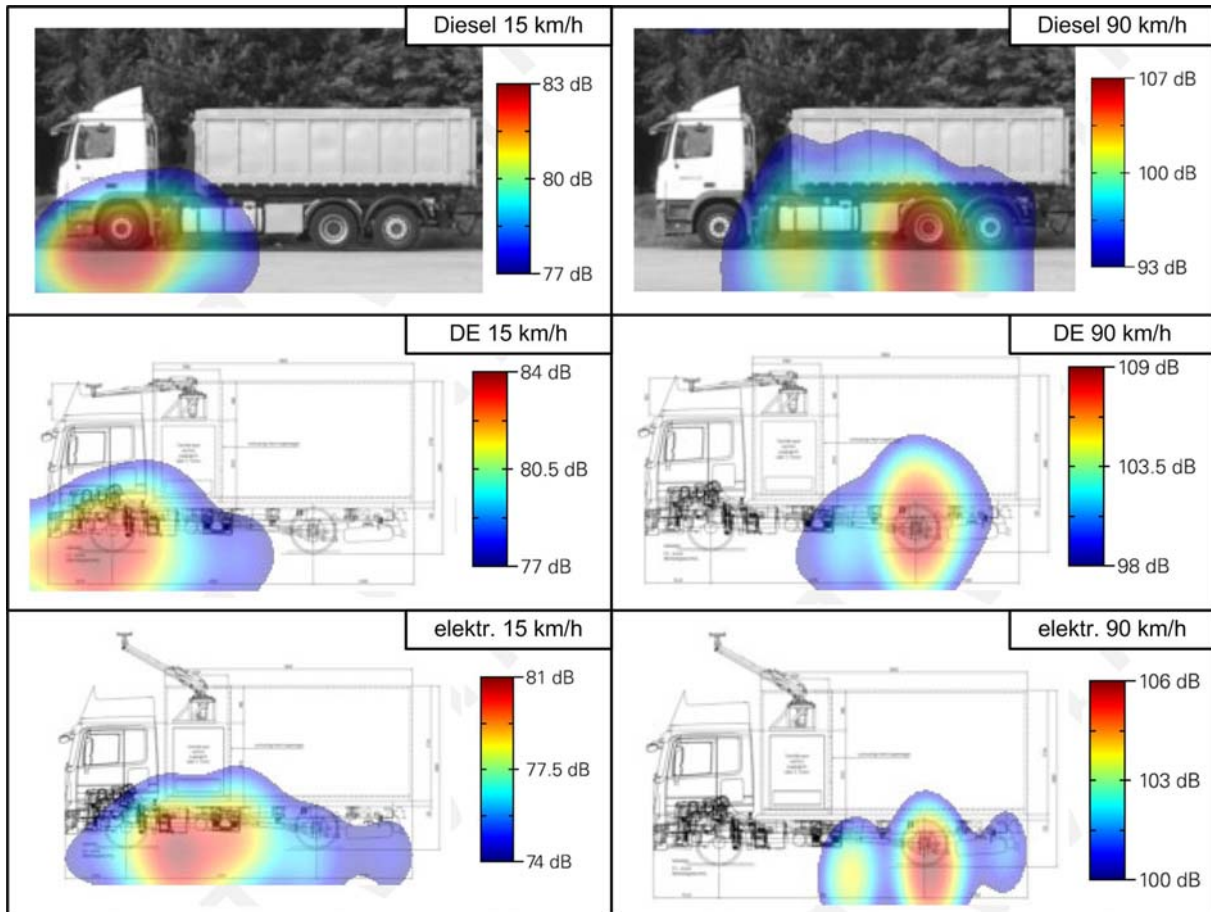 Diesel 15 km/h
83 dB
80 dB
77 dB
Diesel 90 km/h
107 dB
100 dB
93 dB
DE 15 km/h
84 dB
80.5 dB
77 dB
DE 90 km/h
109 dB
103.5 dB
98 dB
elektr. 15 km/h
81 dB
77.5 dB
74 dB
elektr. 90 km/h
106 dB
103 dB
100 dB